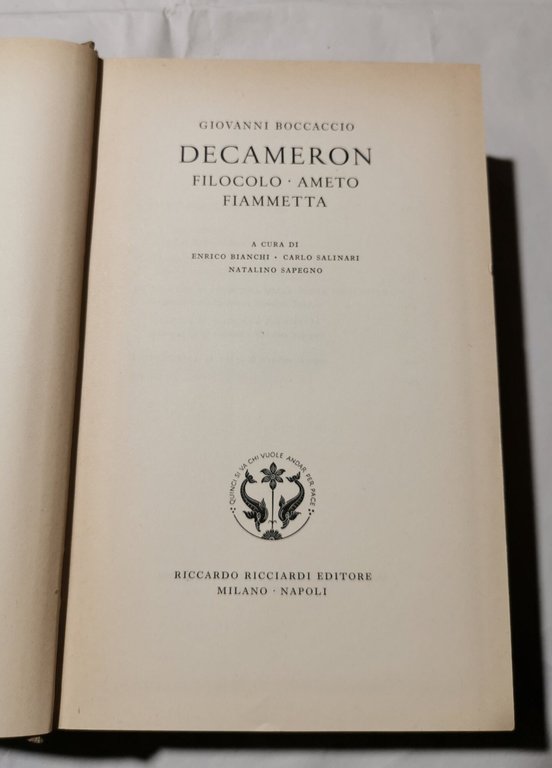 GIOVANNI BOCCACCIO
DECAMERON
FILOCOLO · AMETO
FIAMMETTA
A CURA DI
ENRICO BIANCHI · CARLO SALINARI
NATALINO SAPEGNO
QUINCI SI VA CHI VUOLE ANDAR PER PACE
RICCARDO RICCIARDI EDITORE
MILANO · NAPOLI